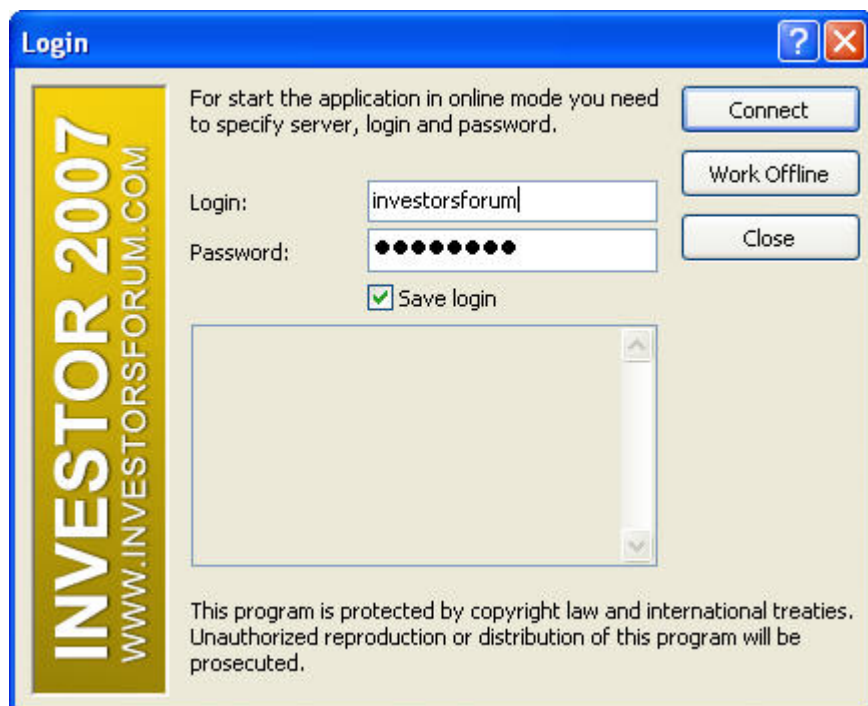 Login
INVESTOR 2007
WWW.INVESTORSFORUM.COM
For start the application in online mode you need
to specify server, login and password.
Login:
investorsforum
Password:
●●●●●●●●
Save login
Connect
Work Offline
Close
This program is protected by copyright law and international treaties.
Unauthorized reproduction or distribution of this program will be
prosecuted.